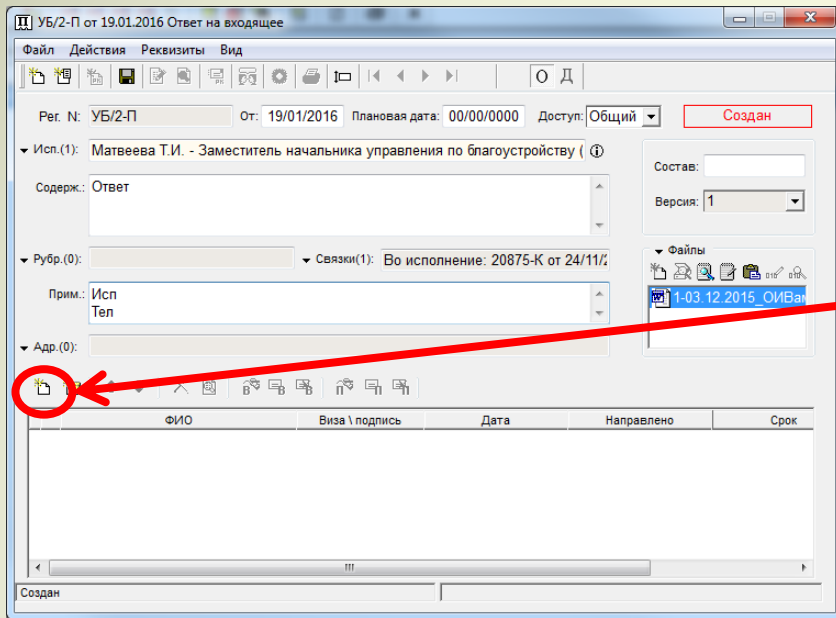 УБ/2-П от 19.01.2016 Ответ на входящее
Файл Действия Реквизиты Вид
О Д
Рег. N: УБ/2-П От: 19/01/2016 Плановая дата: 00/00/0000 Доступ: Общий Создан
Исп.(1): Матвеева Т.И. - Заместитель начальника управления по благоустройству (
Состав:
Содерж.: Ответ
Версия: 1
Рубр.(0): Связки(1): Во исполнение: 20875-К от 24/11/2
Файлы
Прим.: Исп
Тел
1-03.12.2015_ОИВам
Адр.(0):
ФИО Виза \ подпись Дата Направлено Срок
Создан